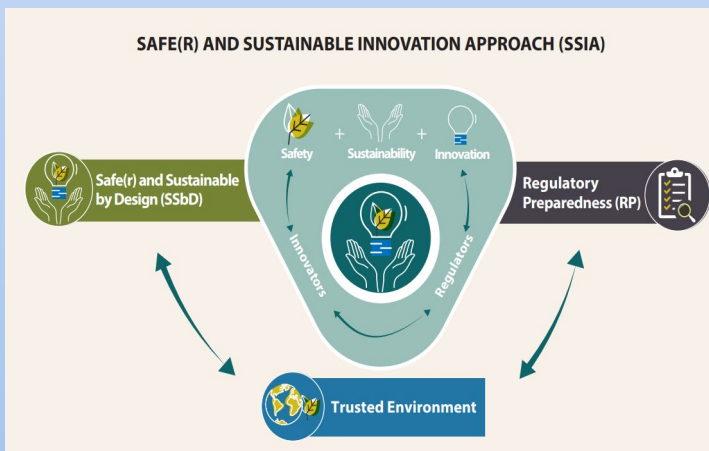 SAFE(R) AND SUSTAINABLE INNOVATION APPROACH (SSIA)
Safety + Sustainability + Innovation
Safe(r) and Sustainable
by Design (SSbD)
Regulatory
Preparedness (RP)
Innovators
Regulators
Trusted Environment